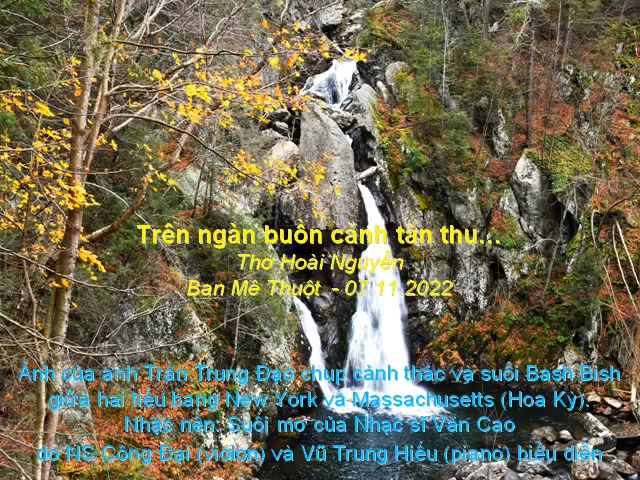 Trên ngàn buồn cảnh tàn thu...
Thơ Hoài Nguyễn
Ban Mê Thuột - 07.11.2022
Ảnh của anh Trần Trung Đạo chụp cảnh thác và suối Bash Bish
giữa hai tiểu bang New York và Massachusetts (Hoa Kỳ).
Nhạc nền: Suối mơ của Nhạc sĩ Văn Cao
do NS Công Đại (violon) và Vũ Trung Hiếu (piano) biểu diễn